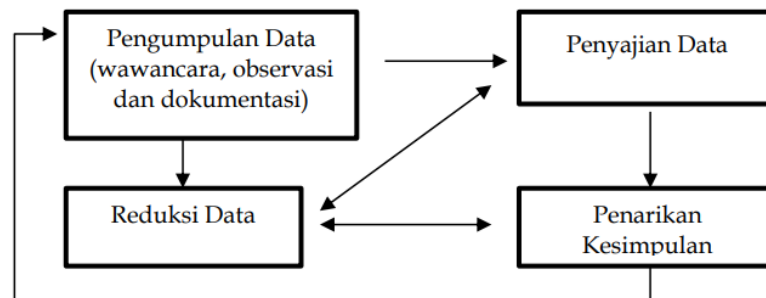 Pengumpulan Data
(wawancara, observasi
dan dokumentasi)
Penyajian Data
Reduksi Data
Penarikan
Kesimpulan